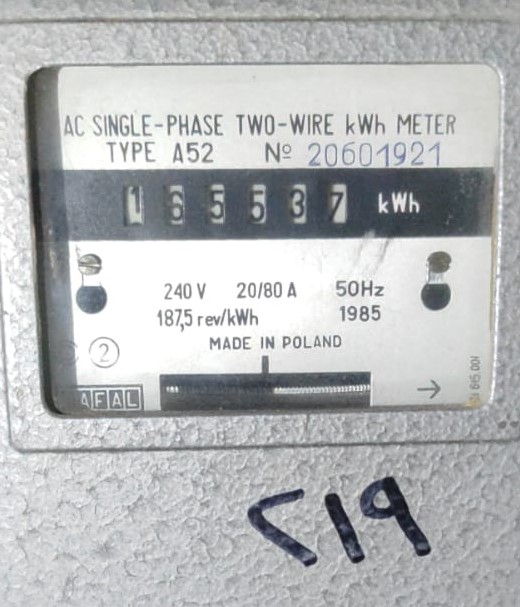 AC SINGLE-PHASE TWO-WIRE kWh METER
TYPE A52 Nº 20601921
165537 kWh
240 V 20/80 A 50Hz
187,5 rev/kWh 1985
② MADE IN POLAND
AFAL →